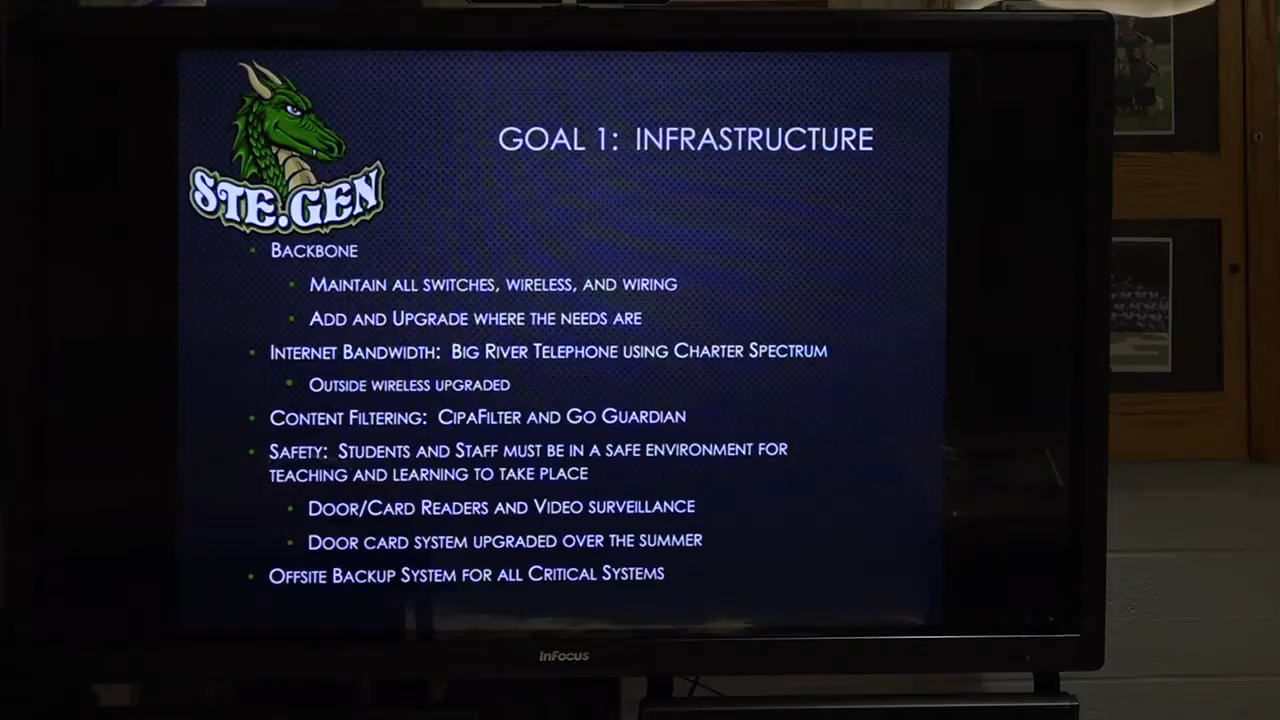 STE.GEN
GOAL 1: INFRASTRUCTURE
BACKBONE
MAINTAIN ALL SWITCHES, WIRELESS, AND WIRING
ADD AND UPGRADE WHERE THE NEEDS ARE
INTERNET BANDWIDTH: BIG RIVER TELEPHONE USING CHARTER SPECTRUM
OUTSIDE WIRELESS UPGRADED
CONTENT FILTERING: CIPAFILTER AND GO GUARDIAN
SAFETY: STUDENTS AND STAFF MUST BE IN A SAFE ENVIRONMENT FOR
TEACHING AND LEARNING TO TAKE PLACE
DOOR/CARD READERS AND VIDEO SURVEILLANCE
DOOR CARD SYSTEM UPGRADED OVER THE SUMMER
OFFSITE BACKUP SYSTEM FOR ALL CRITICAL SYSTEMS
InFocus